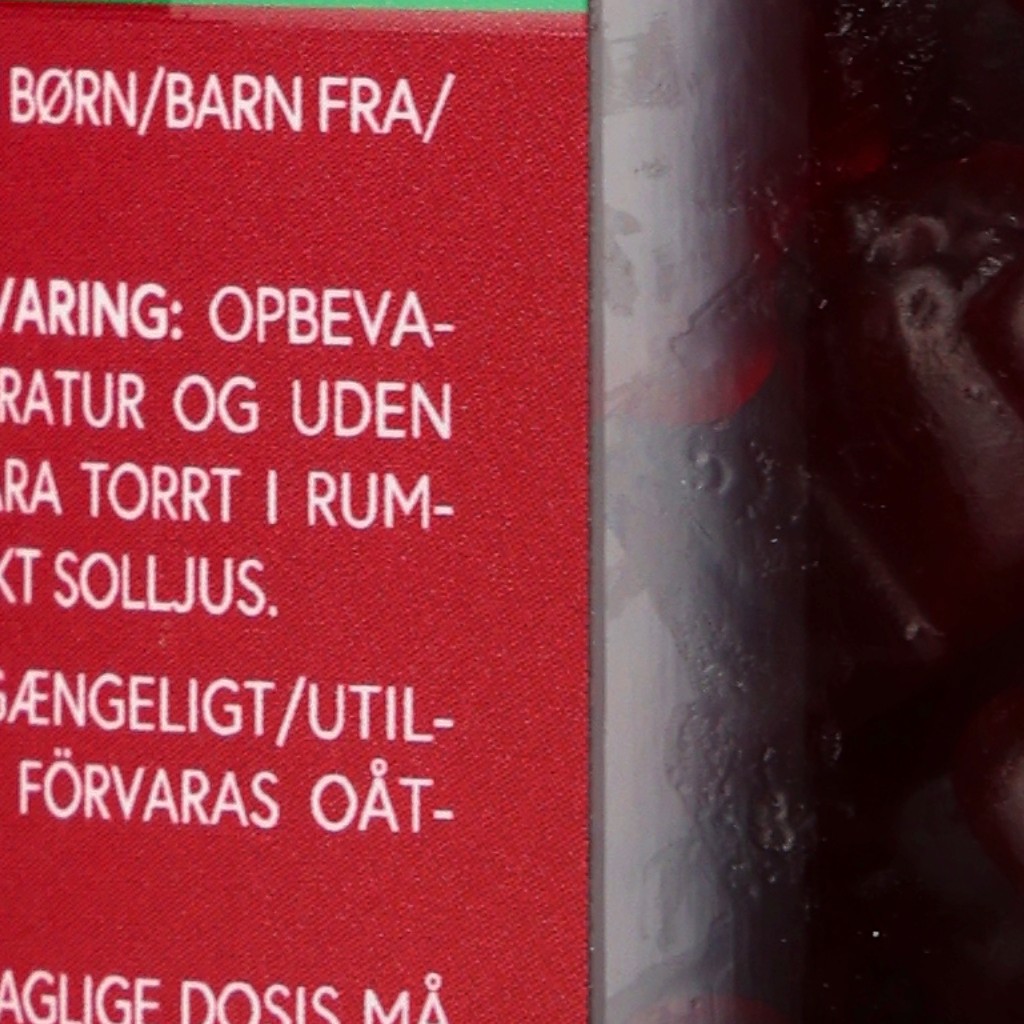 BØRN/BARN FRA/
VARING: OPBEVA-
RATUR OG UDEN
ARA TORRT I RUM-
KT SOLLJUS.
GÆNGELIGT/UTIL-
FÖRVARAS OÅT-
AGLIGE DOSIS MÅ